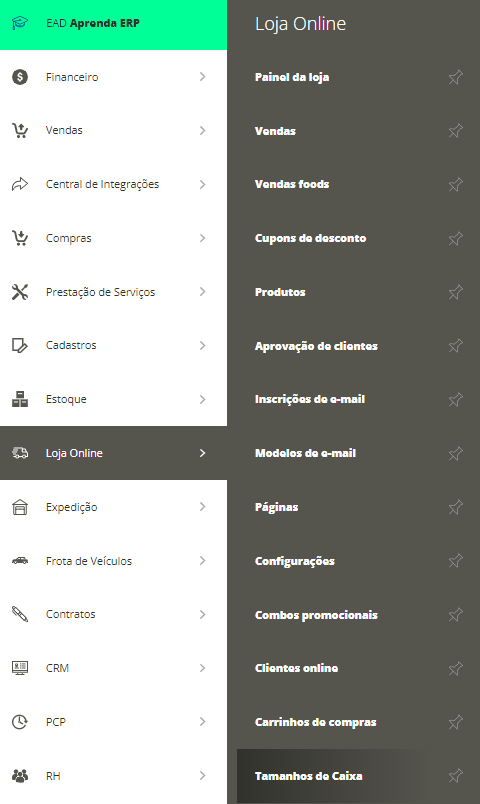 EAD Aprenda ERP
Financeiro
Vendas
Central de Integrações
Compras
Prestação de Serviços
Cadastros
Estoque
Loja Online
Expedição
Frota de Veículos
Contratos
CRM
PCP
RH
Loja Online
Painel da loja
Vendas
Vendas foods
Cupons de desconto
Produtos
Aprovação de clientes
Inscrições de e-mail
Modelos de e-mail
Páginas
Configurações
Combos promocionais
Clientes online
Carrinhos de compras
Tamanhos de Caixa